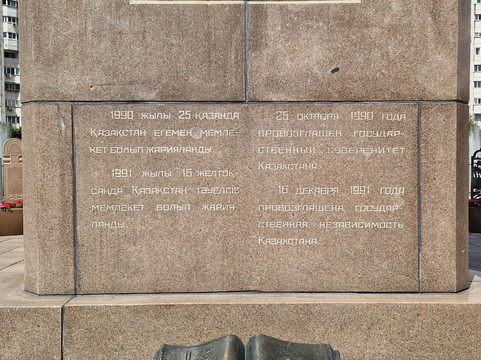 1990 жылы 25 қазанда
Қазақстан егемен мемле-
кет болып жарияланды.
1991 жылы 16 желтоқ-
санда Қазақстан тәуелсіз
мемлекет болып жария-
ланды.
25 октября 1990 года
провозглашен государ-
ственный суверенитет
Казахстана.
16 декабря 1991 года
провозглашена государ-
ственная независимость
Казахстана.